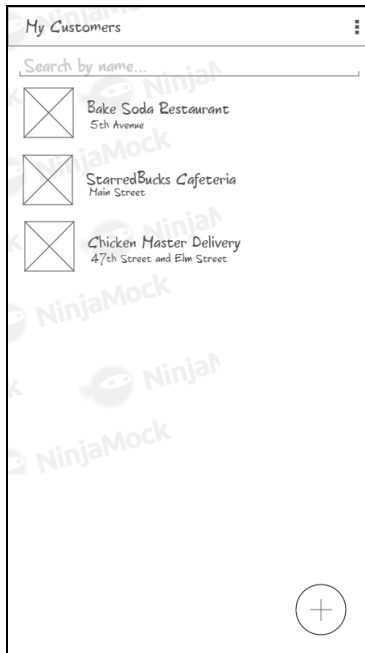 My Customers
Search by name...
Bake Soda Restaurant
5th Avenue
StarredBucks Cafeteria
Main Street
Chicken Master Delivery
47th Street and Elm Street
NinjaMock
NinjaMock
NinjaMock
NinjaMock